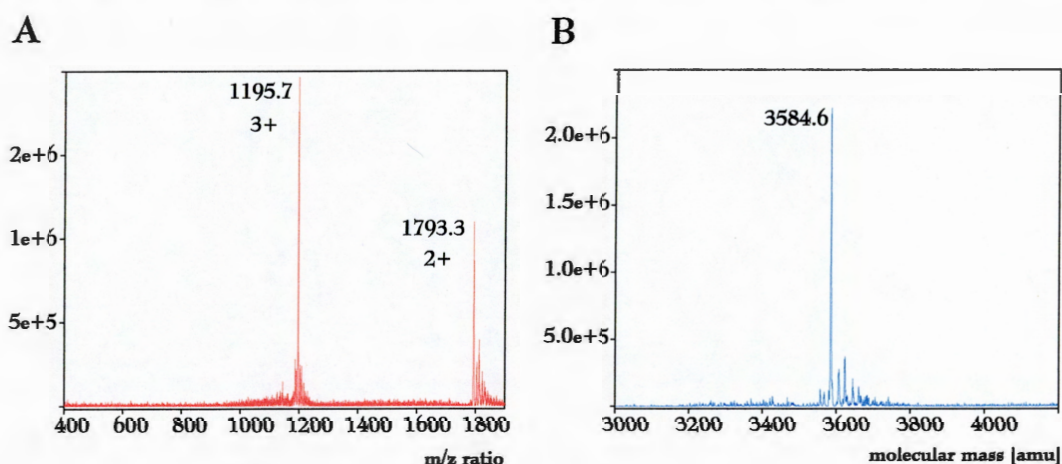 A
B
1195.7
3+
1793.3
2+
2e+6
1e+6
5e+5
400 600 800 1000 1200 1400 1600 1800
m/z ratio
3584.6
2.0e+6
1.5e+6
1.0e+6
5.0e+5
3000 3200 3400 3600 3800 4000
molecular mass [amu]